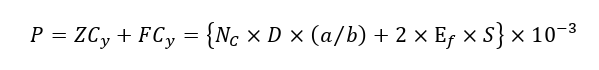 P = ZC_y + FC_y = {N_C × D × (a/b) + 2 × E_f × S} × 10^{-3}